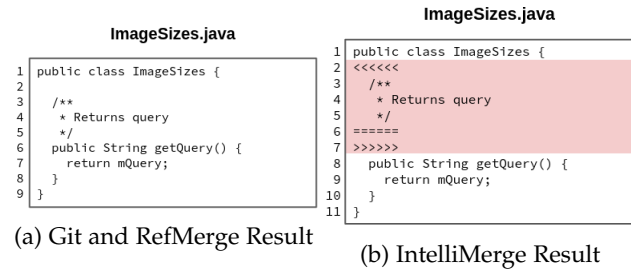 ImageSizes.java
1 public class ImageSizes {
2
3 /**
4 * Returns query
5 */
6 public String getQuery() {
7 return mQuery;
8 }
9 }
(a) Git and RefMerge Result
ImageSizes.java
1 public class ImageSizes {
2 <<<<<<
3 /**
4 * Returns query
5 */
6 ======
7 >>>>>>
8 public String getQuery() {
9 return mQuery;
10 }
11 }
(b) IntelliMerge Result